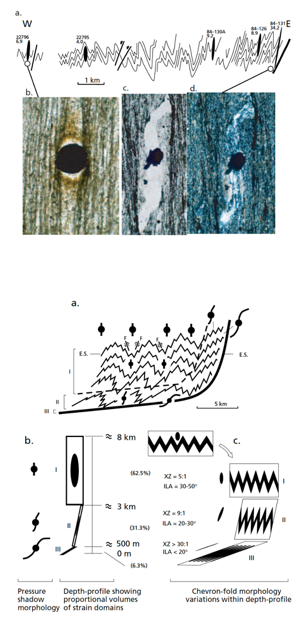 a.
W
E
22796
6.9
22795
4.0
84-130A
9.2
84-126
8.9
84-131
34.2
1 km
b.
c.
d.
a.
E.S.
E.S.
I
II
III
5 km
b.
c.
≈ 8 km
I
(62.5%)
XZ = 5:1
ILA = 30-50°
I
≈ 3 km
II
(31.3%)
XZ = 9:1
ILA = 20-30°
II
≈ 500 m
0 m
III
(6.3%)
XZ > 30:1
ILA < 20°
III
Pressure
shadow
morphology
Depth-profile showing
proportional volumes
of strain domains
Chevron-fold morphology
variations within depth-profile